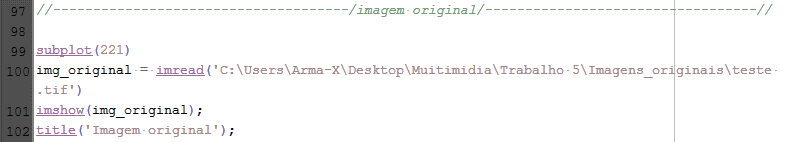 97 //----------------------------------/imagem original/-------------------------------//
98
99 subplot(221)
100 img_original = imread('C:\Users\Arma-X\Desktop\Muitimidia\Trabalho 5\Imagens_originais\teste
.tif')
101 imshow(img_original);
102 title('Imagem original');